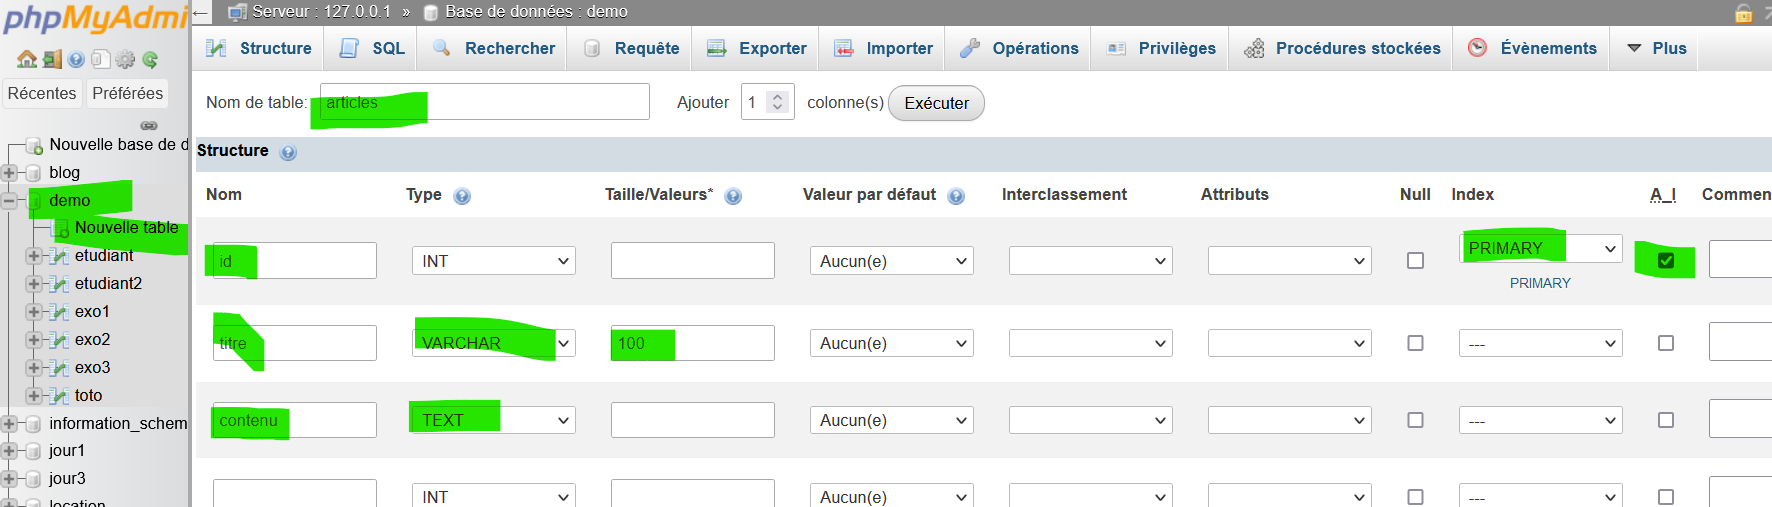 phpMyAdmi
Récentes Préférées
Nouvelle base de d
blog
demo
Nouvelle table
etudiant
etudiant2
exo1
exo2
exo3
toto
information_schem
jour1
jour3
location
← Serveur : 127.0.0.1 » Base de données : demo
Structure SQL Rechercher Requête Exporter Importer Opérations Privilèges Procédures stockées Évènements Plus
Nom de table: articles Ajouter 1 colonne(s) Exécuter
Structure
Nom Type Taille/Valeurs* Valeur par défaut Interclassement Attributs Null Index A_I Commen
id INT Aucun(e) PRIMARY
PRIMARY
titre VARCHAR 100 Aucun(e) ---
contenu TEXT Aucun(e) ---
INT Aucun(e) ---